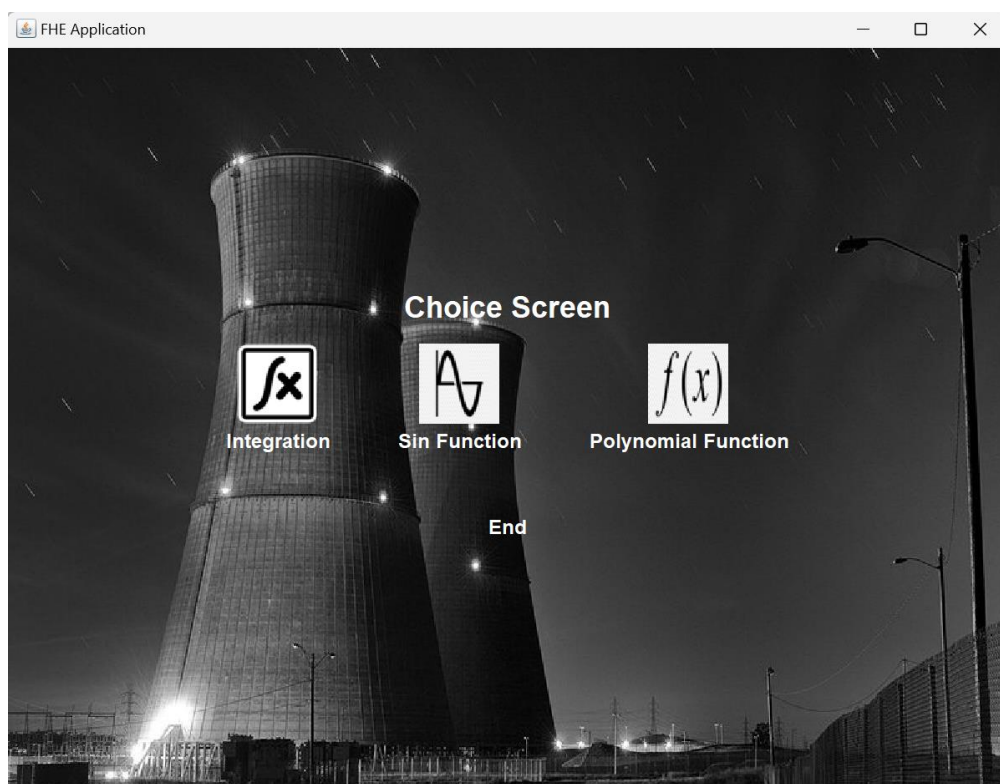 FHE Application
Choice Screen
∫x
f(x)
Integration
Sin Function
Polynomial Function
End